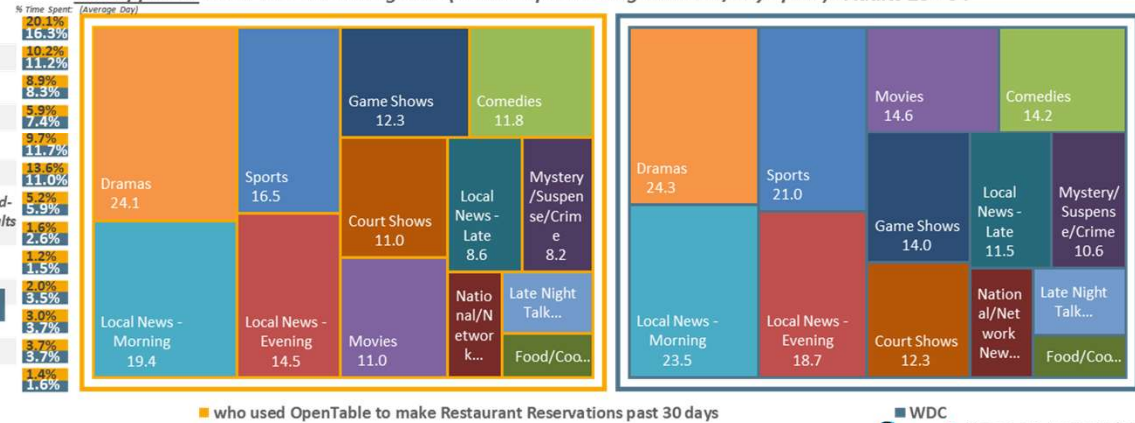 % Time Spent: (Average Day)
20.1%
16.3%
10.2%
11.2%
8.9%
8.3%
5.9%
7.4%
9.7%
11.7%
13.6%
11.0%
d-
lts
5.2%
5.9%
1.6%
2.6%
1.2%
1.5%
2.0%
3.5%
3.0%
3.7%
3.7%
3.7%
1.4%
1.6%
Dramas
24.1
Local News -
Morning
19.4
Sports
16.5
Local News -
Evening
14.5
Game Shows
12.3
Comedies
11.8
Court Shows
11.0
Movies
11.0
Local
News -
Late
8.6
Mystery
/Suspen
se/Crim
e
8.2
Natio
nal/N
etwor
k...
Late Night
Talk...
Food/Coo...
Dramas
24.3
Local News -
Morning
23.5
Sports
21.0
Local News -
Evening
18.7
Movies
14.6
Comedies
14.2
Game Shows
14.0
Court Shows
12.3
Local
News -
Late
11.5
Mystery/
Suspens
e/Crime
10.6
Nation
al/Net
work
New...
Late Night
Talk...
Food/Coo...
who used OpenTable to make Restaurant Reservations past 30 days
WDC